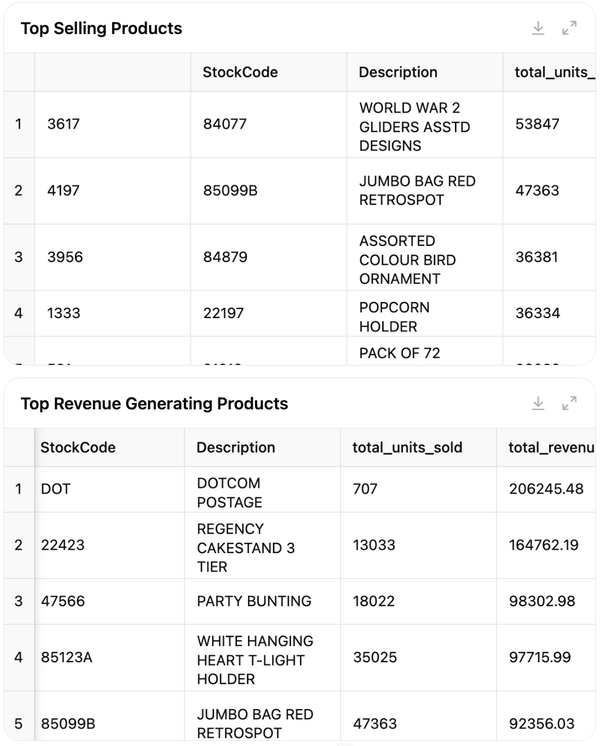 Top Selling Products
StockCode Description total_units_
1 3617 84077 WORLD WAR 2 GLIDERS ASSTD DESIGNS 53847
2 4197 85099B JUMBO BAG RED RETROSPOT 47363
3 3956 84879 ASSORTED COLOUR BIRD ORNAMENT 36381
4 1333 22197 POPCORN HOLDER 36334
PACK OF 72
Top Revenue Generating Products
StockCode Description total_units_sold total_revenu
1 DOT DOTCOM POSTAGE 707 206245.48
2 22423 REGENCY CAKESTAND 3 TIER 13033 164762.19
3 47566 PARTY BUNTING 18022 98302.98
4 85123A WHITE HANGING HEART T-LIGHT HOLDER 35025 97715.99
5 85099B JUMBO BAG RED RETROSPOT 47363 92356.03